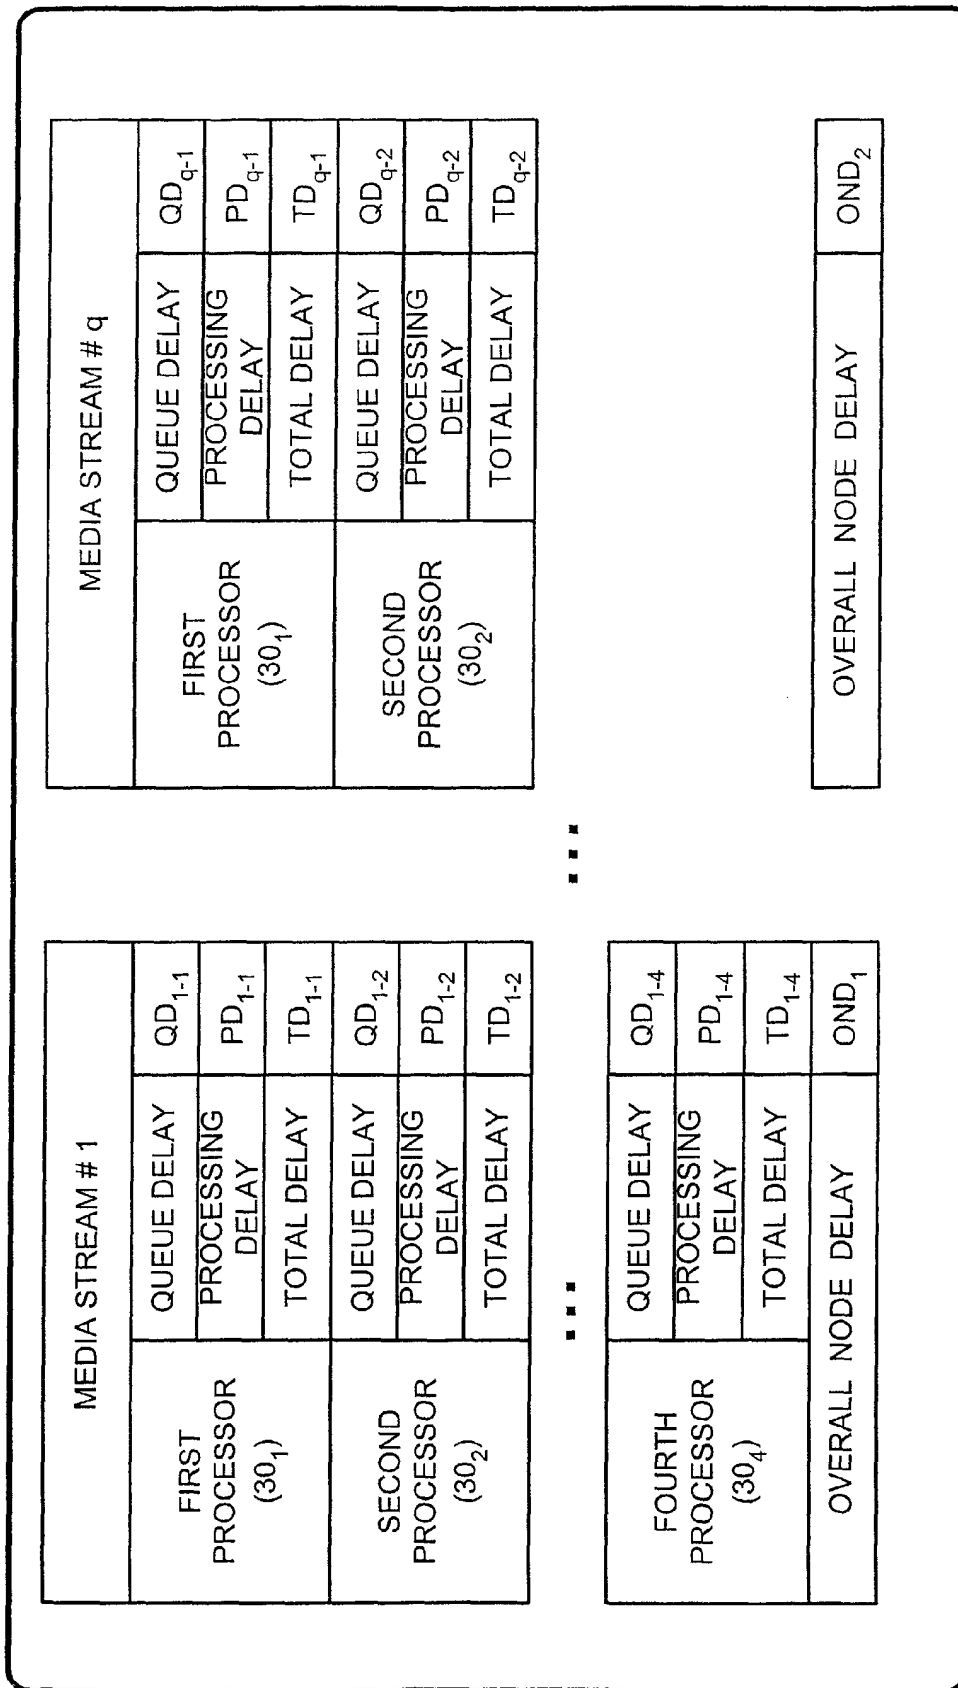 MEDIA STREAM # 1
FIRST
PROCESSOR
(30₁)
QUEUE DELAY
QD₁₋₁
PROCESSING
DELAY
PD₁₋₁
TOTAL DELAY
TD₁₋₁
SECOND
PROCESSOR
(30₂)
QUEUE DELAY
QD₁₋₂
PROCESSING
DELAY
PD₁₋₂
TOTAL DELAY
TD₁₋₂
FOURTH
PROCESSOR
(30₄)
QUEUE DELAY
QD₁₋₄
PROCESSING
DELAY
PD₁₋₄
TOTAL DELAY
TD₁₋₄
OVERALL NODE DELAY
OND₁
MEDIA STREAM # q
FIRST
PROCESSOR
(30₁)
QUEUE DELAY
QD_q-1
PROCESSING
DELAY
PD_q-1
TOTAL DELAY
TD_q-1
SECOND
PROCESSOR
(30₂)
QUEUE DELAY
QD_q-2
PROCESSING
DELAY
PD_q-2
TOTAL DELAY
TD_q-2
OVERALL NODE DELAY
OND₂